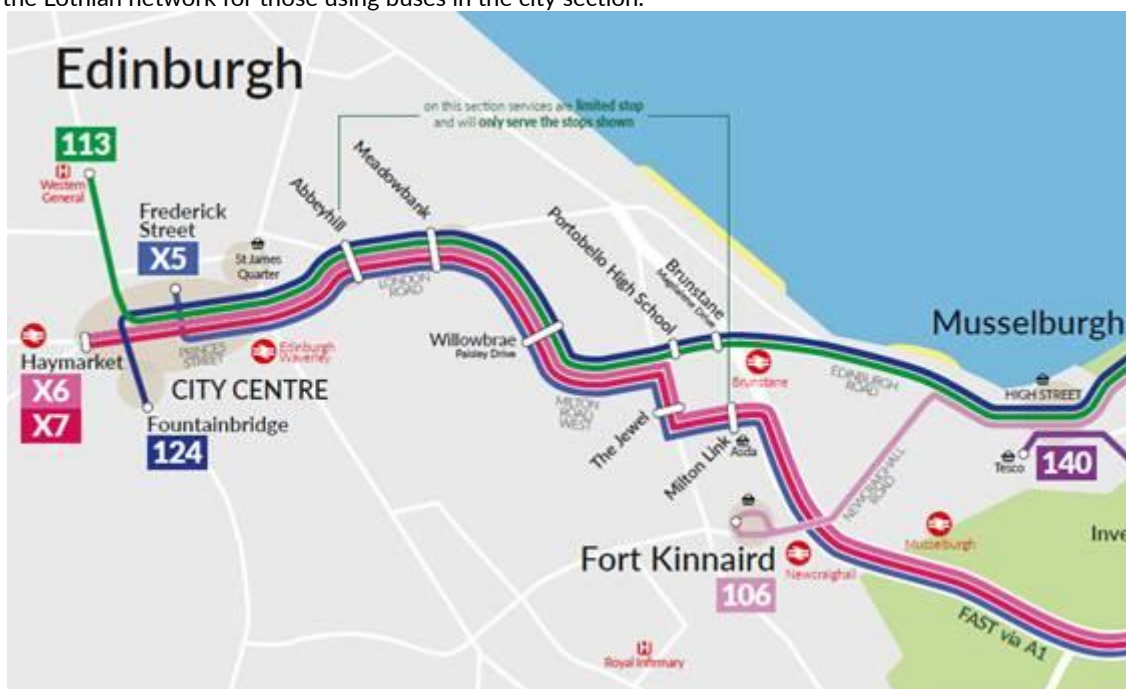 the Lothian network for those using buses in the city section.
Edinburgh
on this section services are limited stop
and will only serve the stops shown
113
H
Western
General
Frederick
Street
X5
St James
Quarter
Abbeyhill
Meadowbank
LONDON
ROAD
Portobello High School
Brunstane
Magdalene Drive
Musselburgh
Haymarket
X6
X7
PRINCES
STREET
Edinburgh
Waverley
CITY CENTRE
Fountainbridge
124
Willowbrae
Paisley Drive
MILTON
ROAD
WEST
Brunstane
EDINBURGH
ROAD
HIGH STREET
The Jewel
Milton Link
Asda
Tesco
140
NEWCRAIGHALL
ROAD
Fort Kinnaird
106
Newcraighall
Musselburgh
Inve
FAST via A1
H
Royal Infirmary